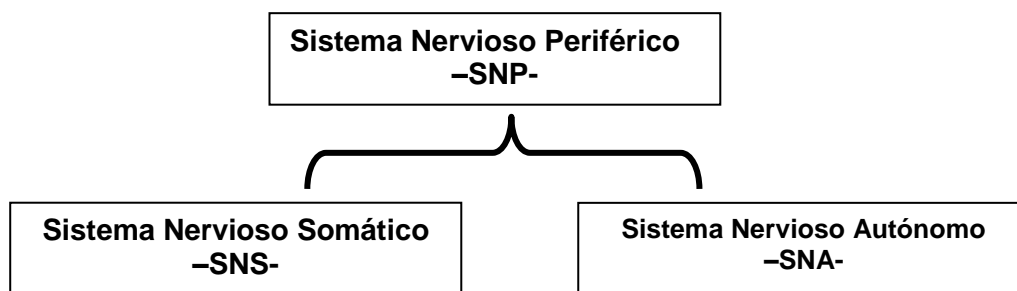 Sistema Nervioso Periférico
–SNP-
Sistema Nervioso Somático
–SNS-
Sistema Nervioso Autónomo
–SNA-